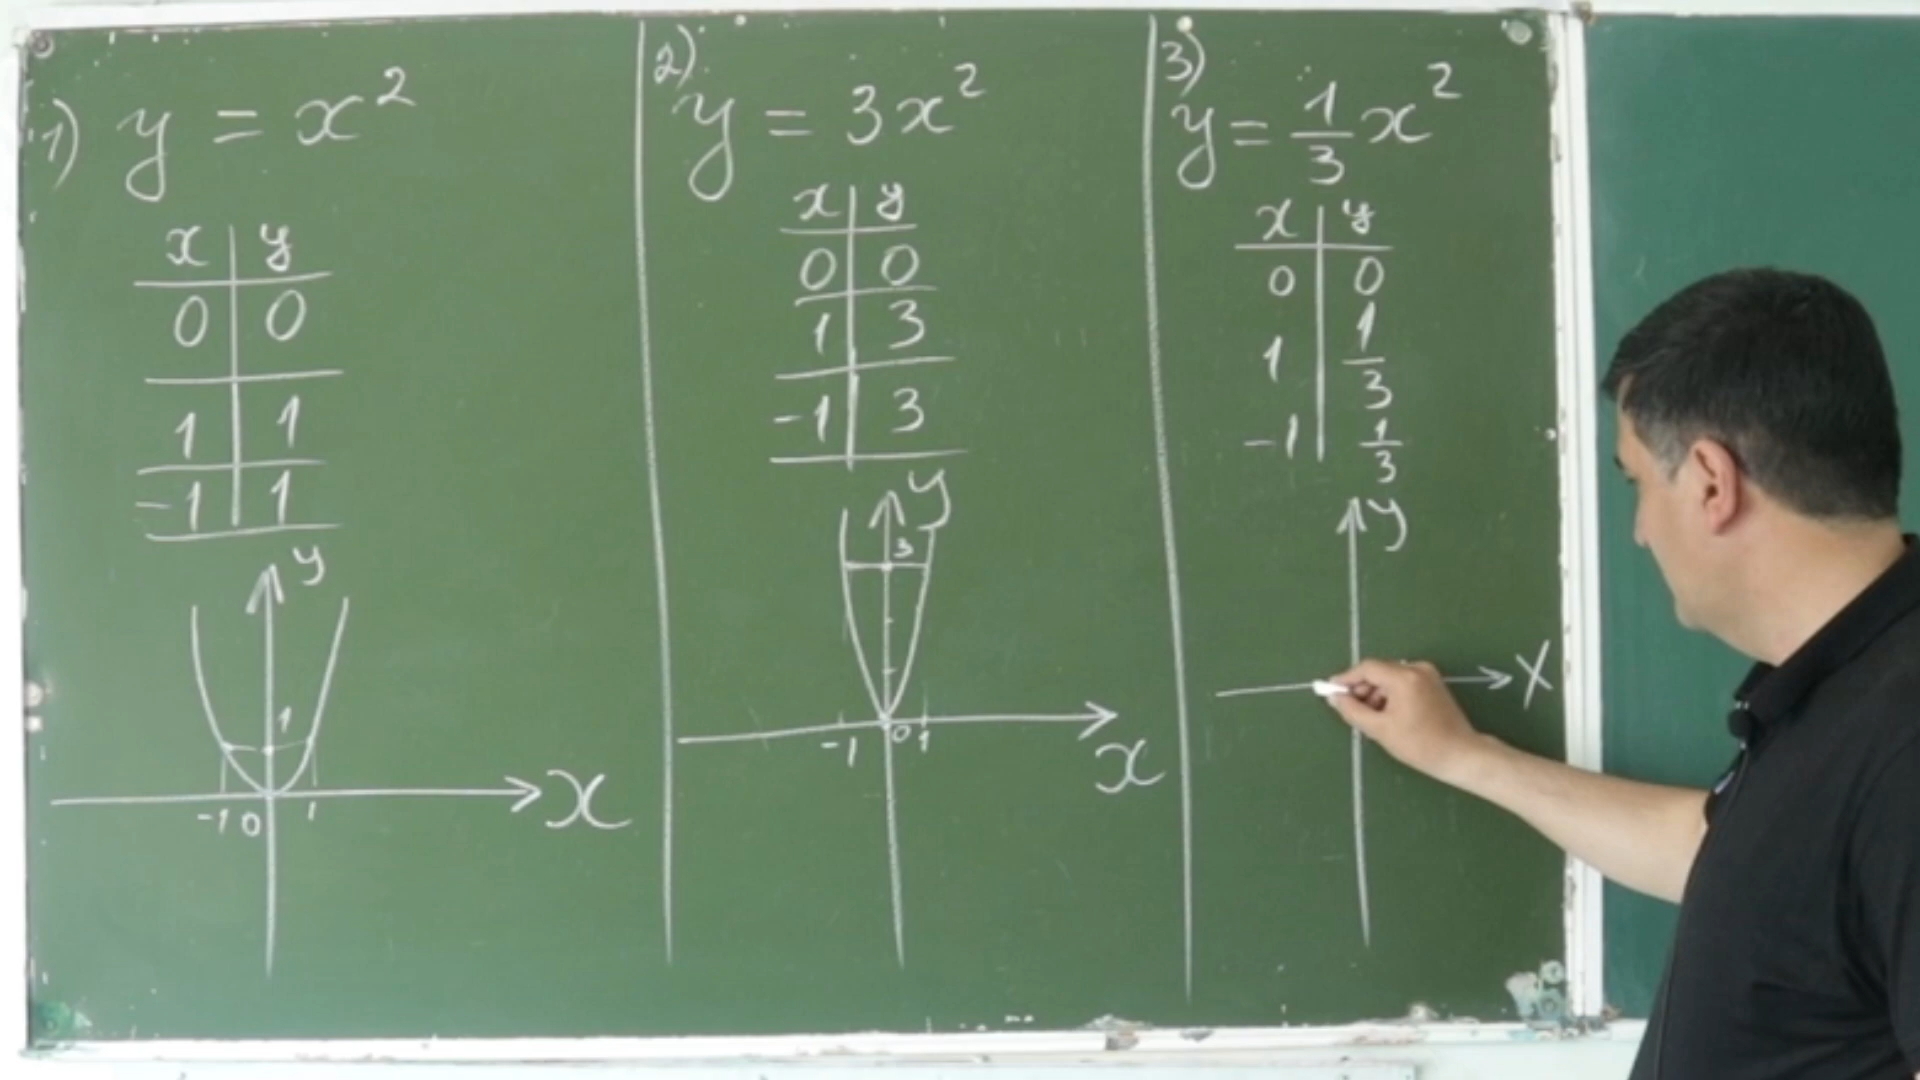 1) y = x²
x | y
0 | 0
1 | 1
-1 | 1
y
1
-1 0 1
x
2)
y = 3x²
x | y
0 | 0
1 | 3
-1 | 3
y
3
-1 0 1
x
3)
y = 1/3 x²
x | y
0 | 0
1 | 1/3
-1 | 1/3
y
x